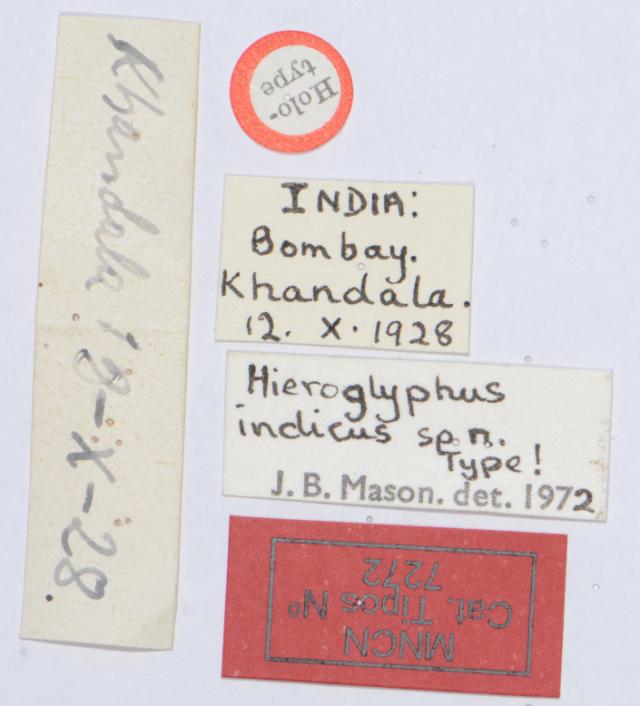 Khandala 12-X-28.
Holo-
type
INDIA:
Bombay.
Khandala.
12. X. 1928
Hieroglyphus
indicus sp. n.
Type!
J. B. Mason. det. 1972
MNCN
Cat. Tipos Nº
7272